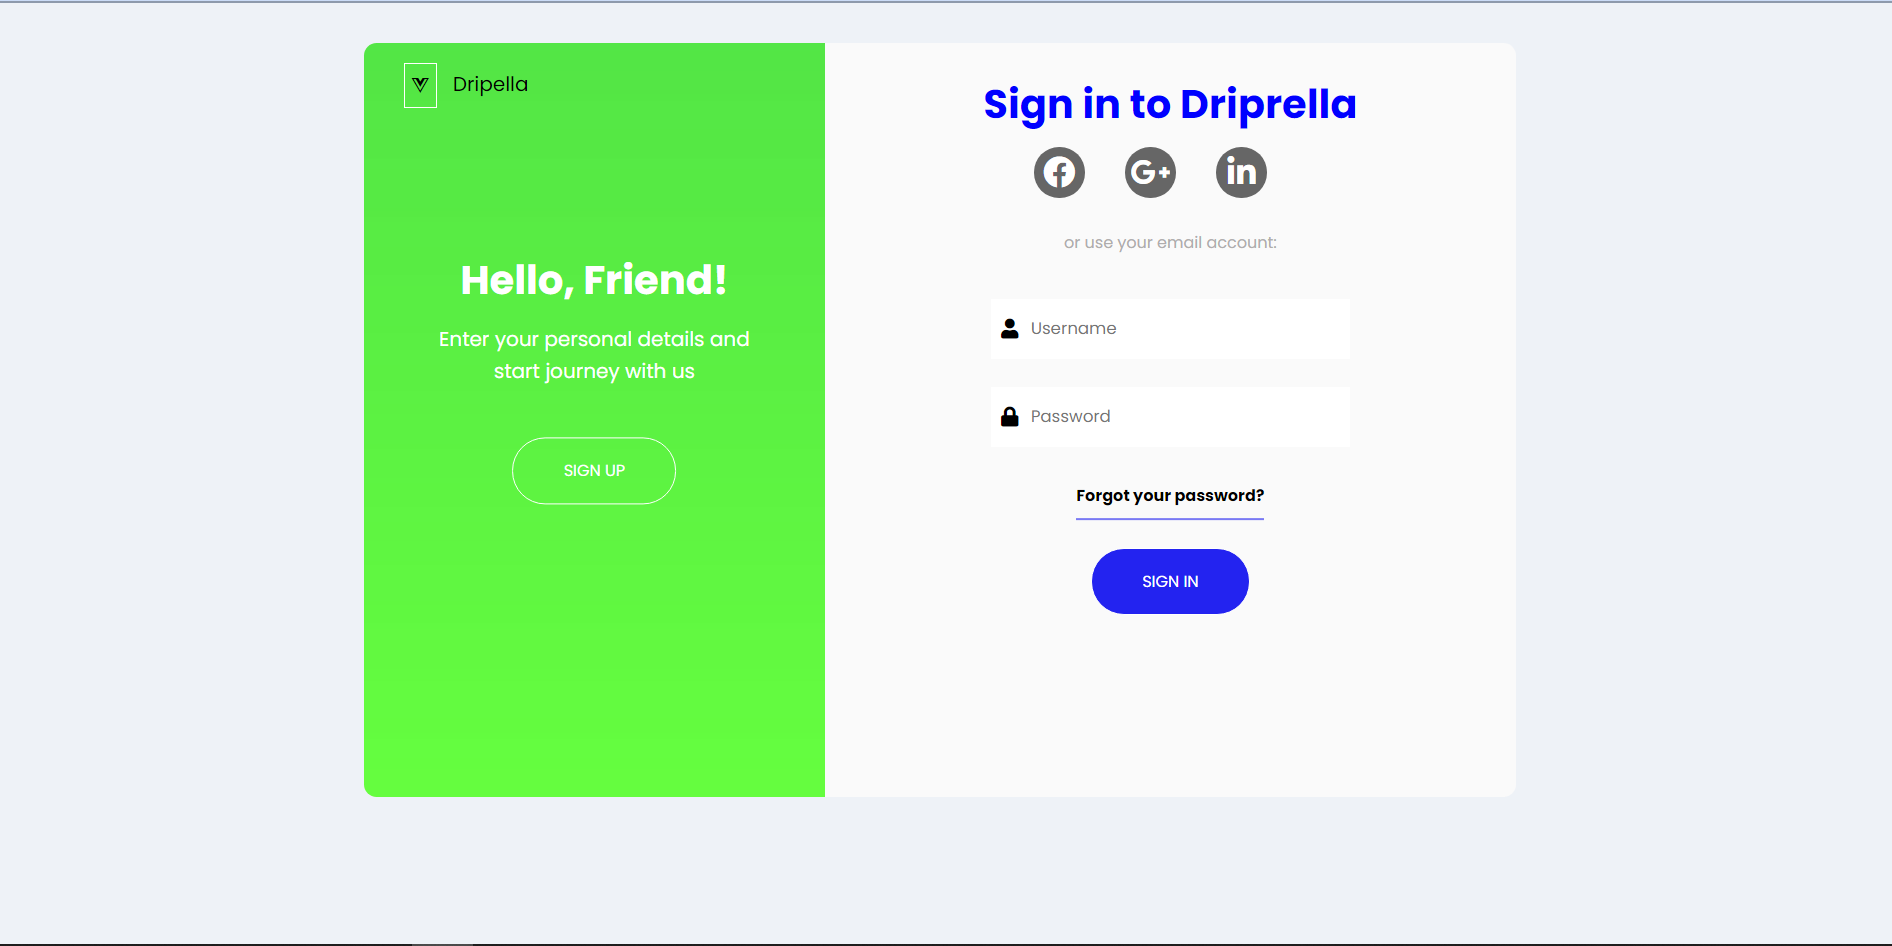 Dripella
Hello, Friend!
Enter your personal details and
start journey with us
SIGN UP
Sign in to Driprella
or use your email account:
Username
Password
Forgot your password?
SIGN IN